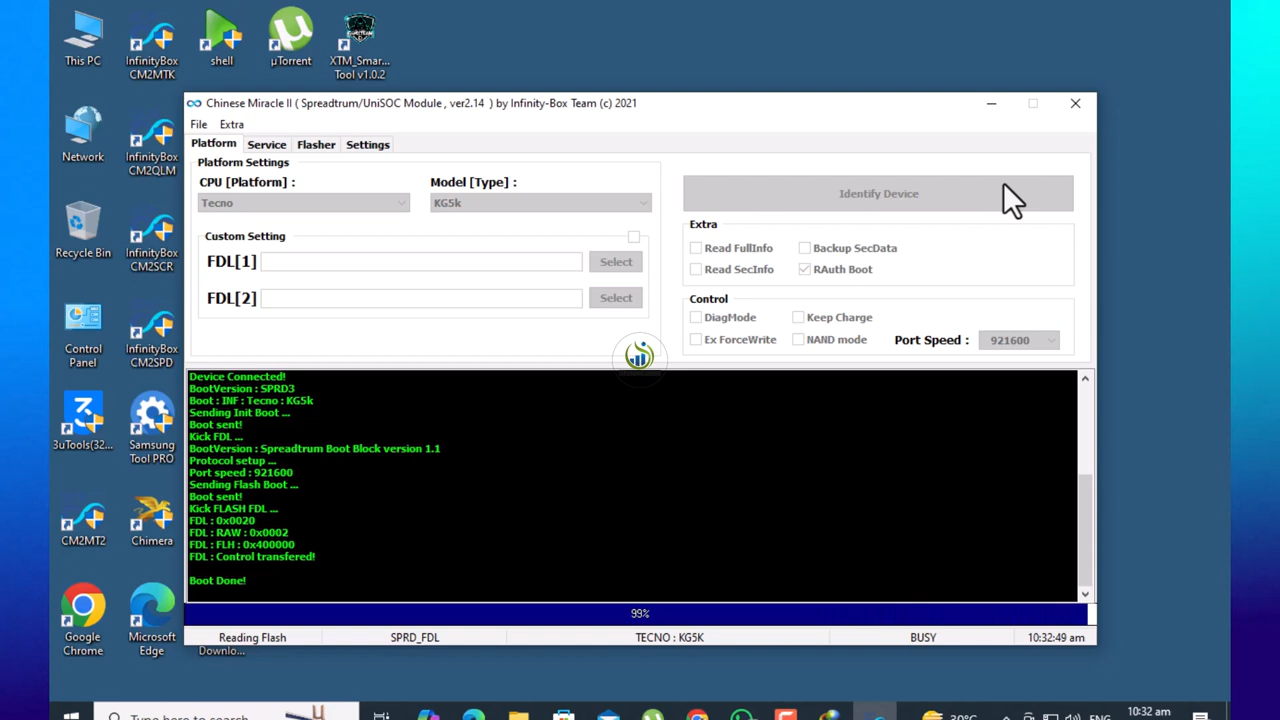 This PC
InfinityBox
CM2MTK
shell
µTorrent
XTM_Smar...
Tool v1.0.2
Network
InfinityBox
CM2QLM
Recycle Bin
InfinityBox
CM2SCR
Control
Panel
InfinityBox
CM2SPD
3uTools(32...
Samsung
Tool PRO
CM2MT2
Chimera
Google
Chrome
Microsoft
Edge
Downlo...
Chinese Miracle II ( Spreadtrum/UniSOC Module , ver2.14 ) by Infinity-Box Team (c) 2021
File Extra
Platform Service Flasher Settings
Platform Settings
CPU [Platform] : Model [Type] :
Tecno KG5k
Custom Setting
FDL[1] Select
FDL[2] Select
Identify Device
Extra
Read FullInfo Backup SecData
Read SecInfo RAuth Boot
Control
DiagMode Keep Charge
Ex ForceWrite NAND mode Port Speed : 921600
Device Connected!
BootVersion : SPRD3
Boot : INF : Tecno : KG5k
Sending Init Boot ...
Boot sent!
Kick FDL ...
BootVersion : Spreadtrum Boot Block version 1.1
Protocol setup ...
Port speed : 921600
Sending Flash Boot ...
Boot sent!
Kick FLASH FDL ...
FDL : 0x0020
FDL : RAW : 0x0002
FDL : FLH : 0x400000
FDL : Control transfered!
Boot Done!
99%
Reading Flash SPRD_FDL TECNO : KG5K BUSY 10:32:49 am
Type here to search
30°C
10:32 am